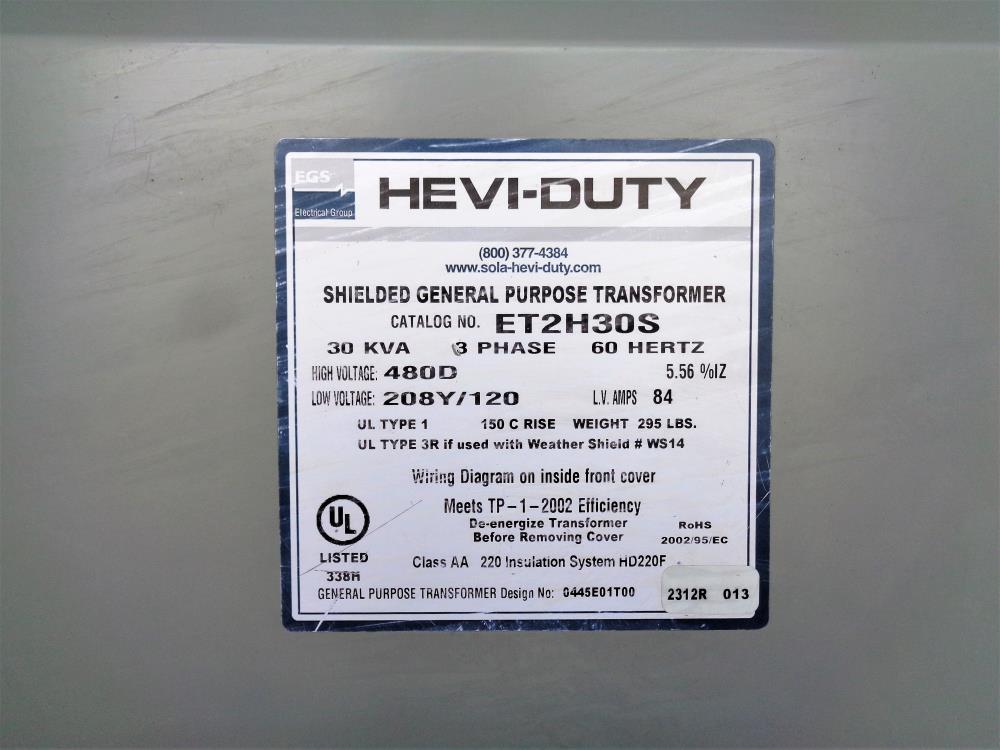 EGS
Electrical Group
HEVI-DUTY
(800) 377-4384
www.sola-hevi-duty.com
SHIELDED GENERAL PURPOSE TRANSFORMER
CATALOG NO. ET2H30S
30 KVA 3 PHASE 60 HERTZ
HIGH VOLTAGE: 480D 5.56 %IZ
LOW VOLTAGE: 208Y/120 L.V. AMPS 84
UL TYPE 1 150 C RISE WEIGHT 295 LBS.
UL TYPE 3R if used with Weather Shield # WS14
Wiring Diagram on inside front cover
Meets TP-1-2002 Efficiency
De-energize Transformer
Before Removing Cover
RoHS
2002/95/EC
UL
LISTED
338H
Class AA 220 Insulation System HD220F
GENERAL PURPOSE TRANSFORMER Design No: 0445E01T00
2312R 013